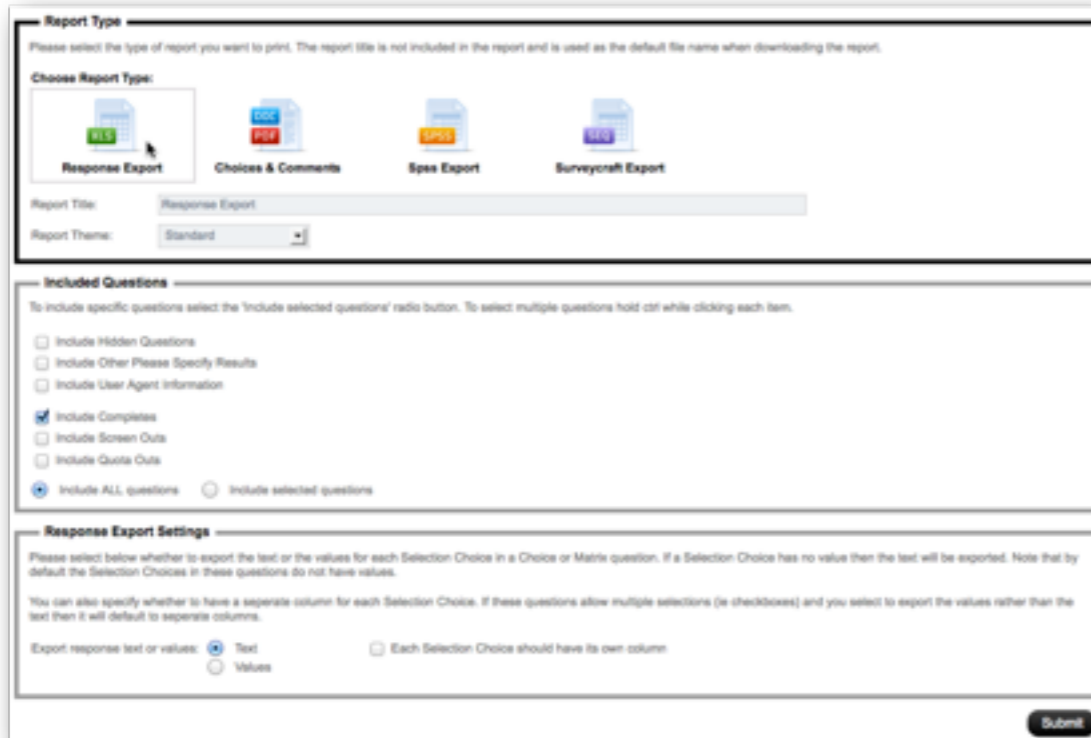 Report Type
Please select the type of report you want to print. The report title is not included in the report and is used as the default file name when downloading the report.
Choose Report Type:
XLS
DOC
PDF
SPSS
SEQ
Response Export
Choices & Comments
Spss Export
Surveycraft Export
Report Title:
Response Export
Report Theme:
Standard
Included Questions
To include specific questions select the 'Include selected questions' radio button. To select multiple questions hold ctrl while clicking each item.
Include Hidden Questions
Include Other Please Specify Results
Include User Agent Information
Include Completes
Include Screen Outs
Include Quota Outs
Include ALL questions
Include selected questions
Response Export Settings
Please select below whether to export the text or the values for each Selection Choice in a Choice or Matrix question. If a Selection Choice has no value then the text will be exported. Note that by
default the Selection Choices in these questions do not have values.
You can also specify whether to have a seperate column for each Selection Choice. If these questions allow multiple selections (ie checkboxes) and you select to export the values rather than the
text then it will default to seperate columns.
Export response text or values:
Text
Each Selection Choice should have its own column
Values
Submit